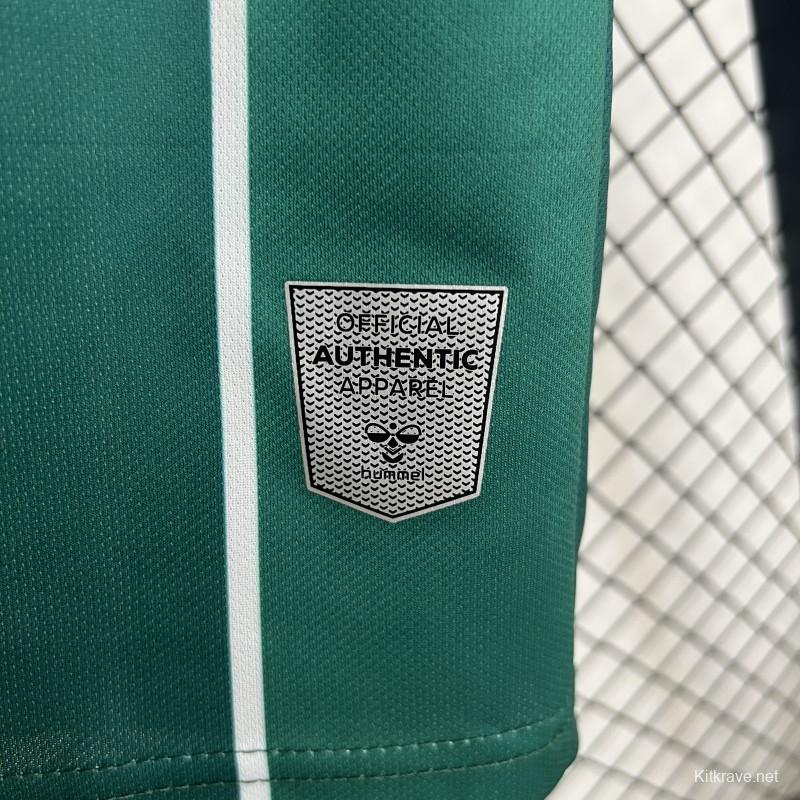 OFFICIAL
AUTHENTIC
APPAREL
hummel
Kitkrave.net